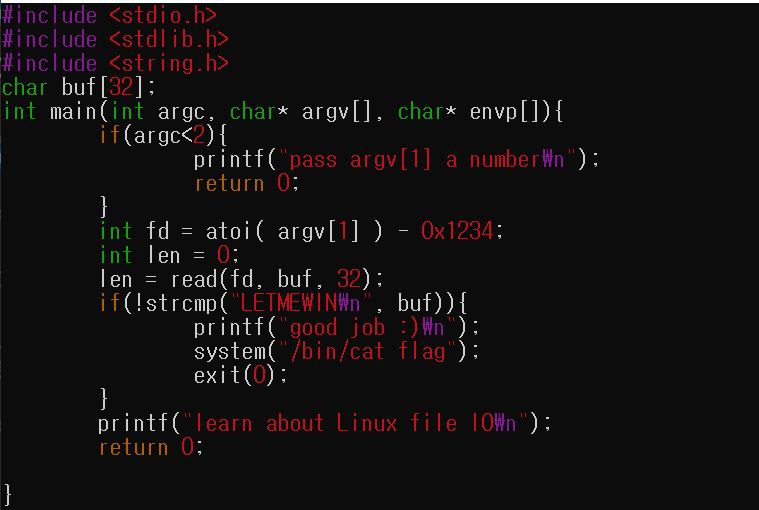 #include <stdio.h>
#include <stdlib.h>
#include <string.h>
char buf[32];
int main(int argc, char* argv[], char* envp[]){
        if(argc<2){
                printf("pass argv[1] a number₩n");
                return 0;
        }
        int fd = atoi( argv[1] ) - 0x1234;
        int len = 0;
        len = read(fd, buf, 32);
        if(!strcmp("LETMEWIN₩n", buf)){
                printf("good job :)₩n");
                system("/bin/cat flag");
                exit(0);
        }
        printf("learn about Linux file IO₩n");
        return 0;

}